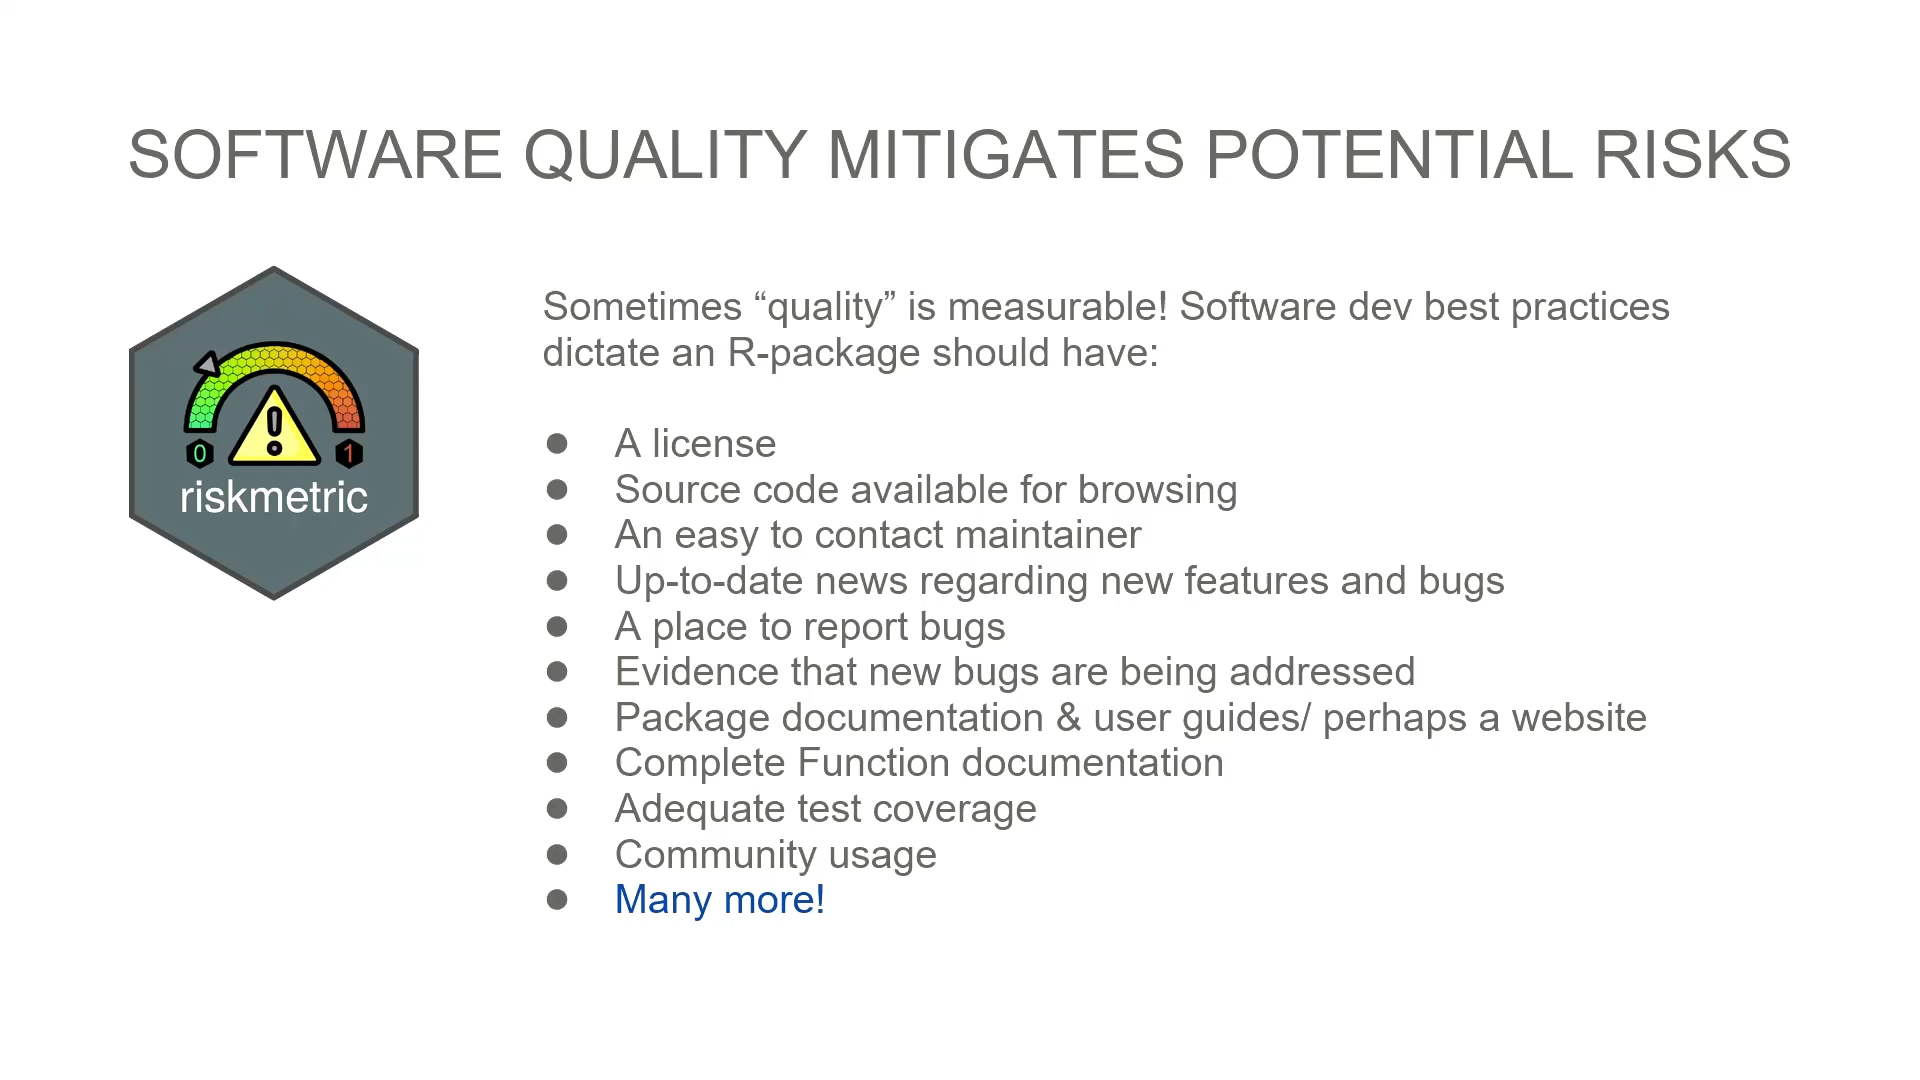 SOFTWARE QUALITY MITIGATES POTENTIAL RISKS
0
1
riskmetric
Sometimes “quality” is measurable! Software dev best practices
dictate an R-package should have:
● A license
● Source code available for browsing
● An easy to contact maintainer
● Up-to-date news regarding new features and bugs
● A place to report bugs
● Evidence that new bugs are being addressed
● Package documentation & user guides/ perhaps a website
● Complete Function documentation
● Adequate test coverage
● Community usage
● Many more!